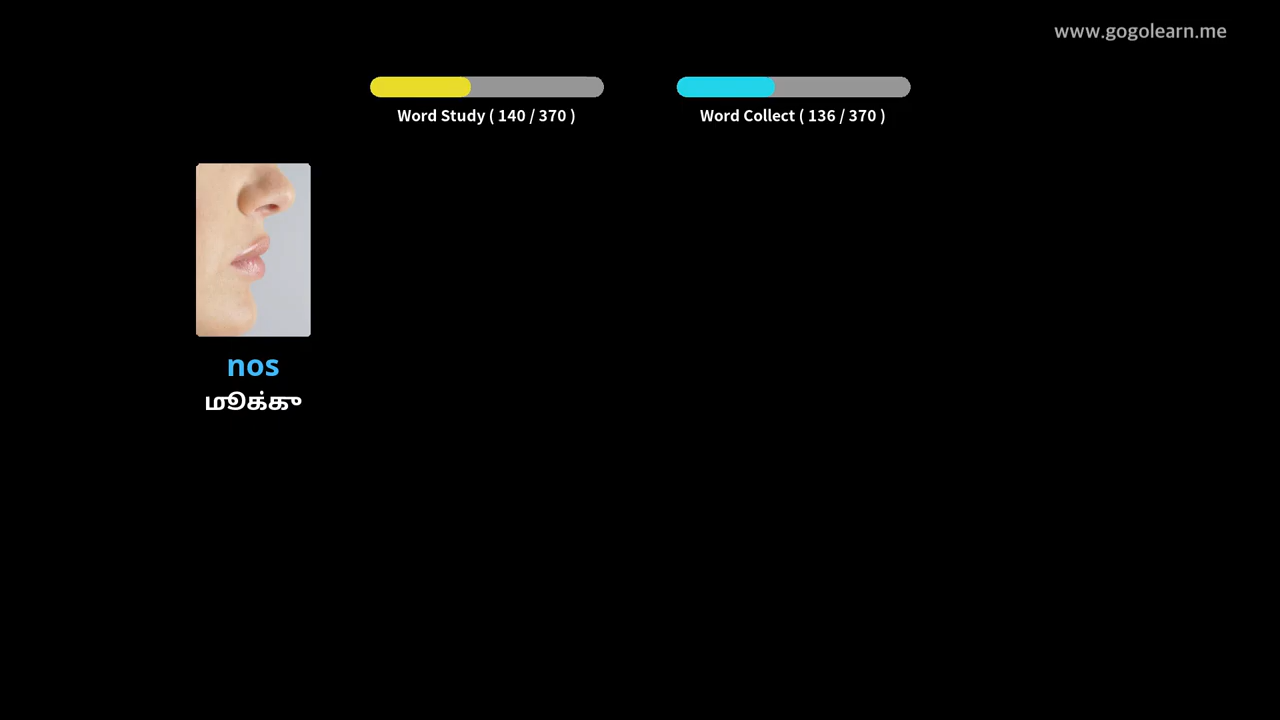 www.gogolearn.me
Word Study ( 140 / 370 )
Word Collect ( 136 / 370 )
nos
மூக்கு